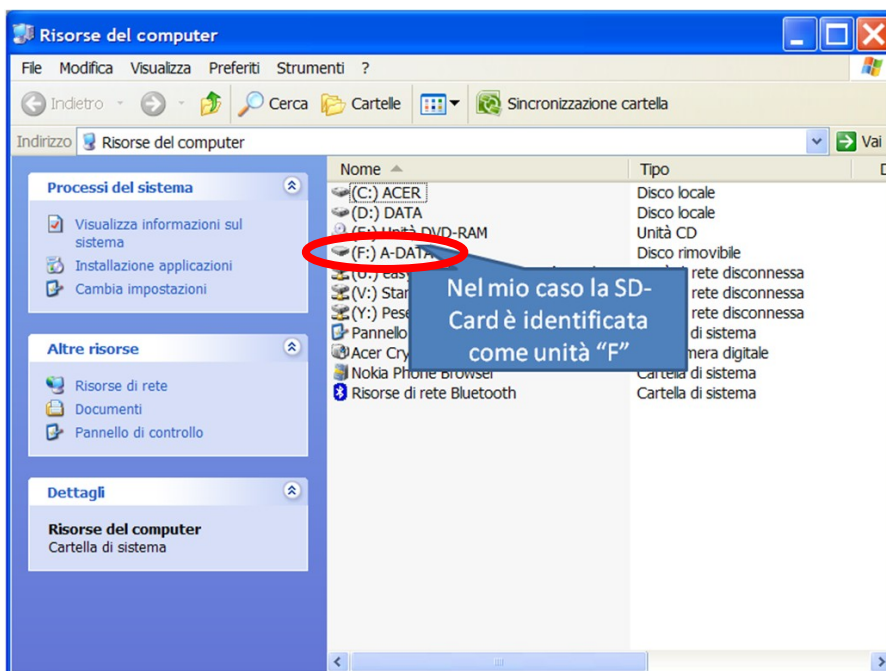 Risorse del computer
File Modifica Visualizza Preferiti Strumenti ?
Indietro Cerca Cartelle Sincronizzazione cartella
Indirizzo Risorse del computer Vai
Processi del sistema
Visualizza informazioni sul
sistema
Installazione applicazioni
Cambia impostazioni
Altre risorse
Risorse di rete
Documenti
Pannello di controllo
Dettagli
Risorse del computer
Cartella di sistema
Nome Tipo
(C:) ACER Disco locale
(D:) DATA Disco locale
(E:) Unità DVD-RAM Unità CD
(F:) A-DATA Disco rimovibile
(U:) rete disconnessa
(V:) rete disconnessa
(Y:) rete disconnessa
Pannello di sistema
Acer digitale
Nokia Phone Browser Cartella di sistema
Risorse di rete Bluetooth Cartella di sistema
Nel mio caso la SD-
Card è identificata
come unità “F”